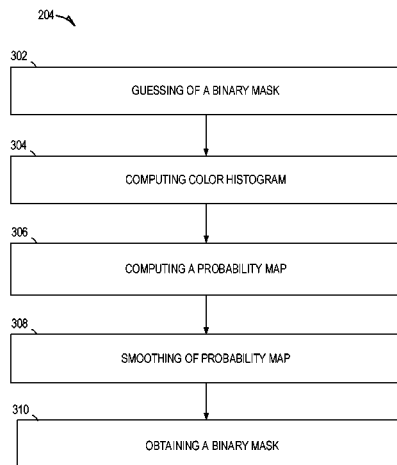 204
302
GUESSING OF A BINARY MASK
304
COMPUTING COLOR HISTOGRAM
306
COMPUTING A PROBABILITY MAP
308
SMOOTHING OF PROBABILITY MAP
310
OBTAINING A BINARY MASK